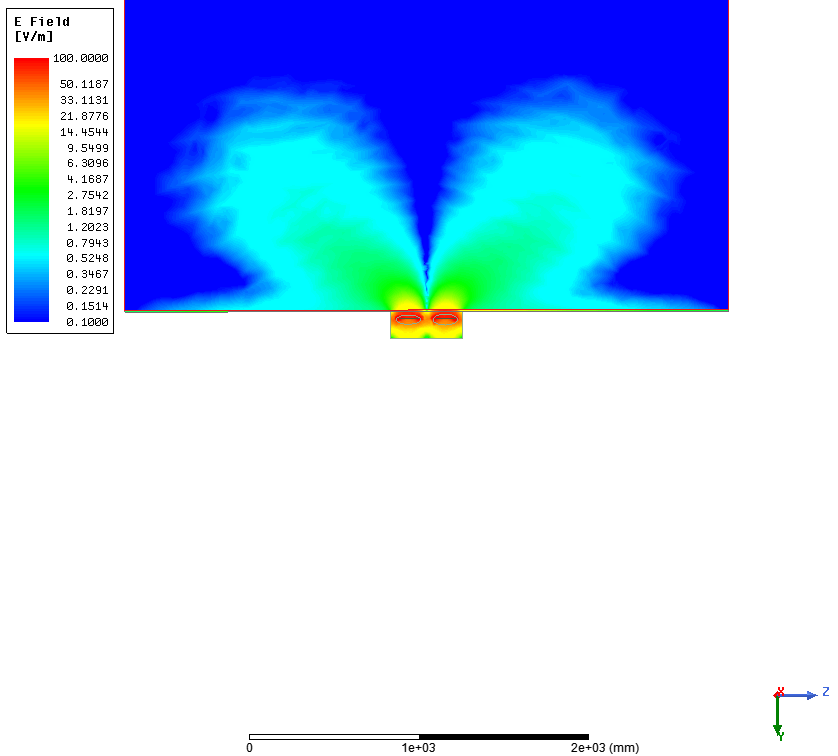 E Field
[V/m]
100.0000
50.1187
33.1131
21.8776
14.4544
9.5499
6.3096
4.1687
2.7542
1.8197
1.2023
0.7943
0.5248
0.3467
0.2291
0.1514
0.1000
X
Z
Y
0 1e+03 2e+03 (mm)